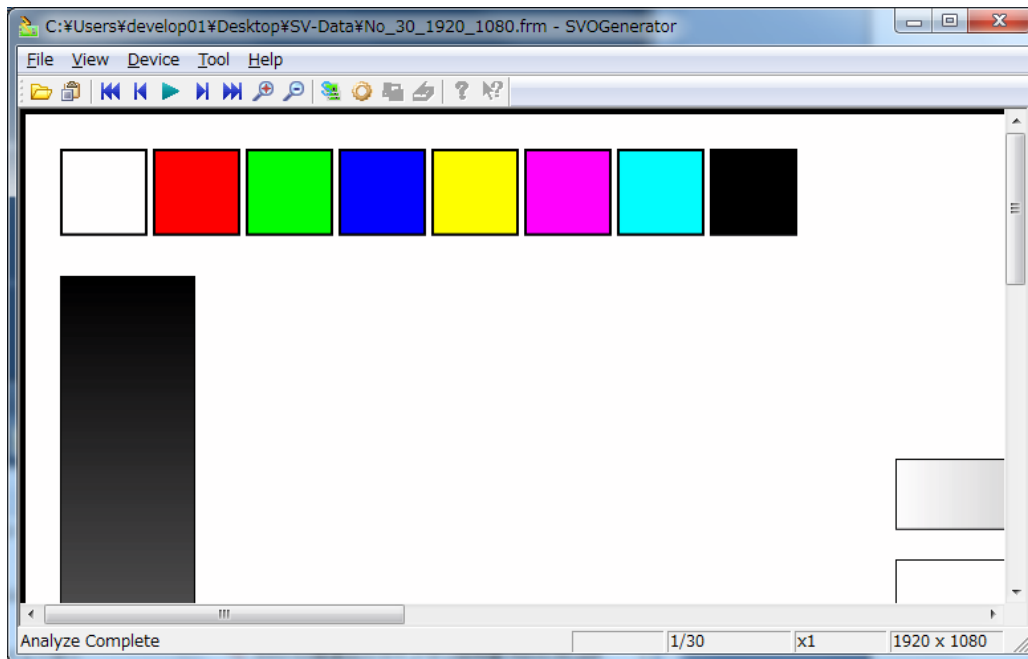 C:¥Users¥develop01¥Desktop¥SV-Data¥No_30_1920_1080.frm - SVOGenerator
File View Device Tool Help
Analyze Complete 1/30 x1 1920 x 1080